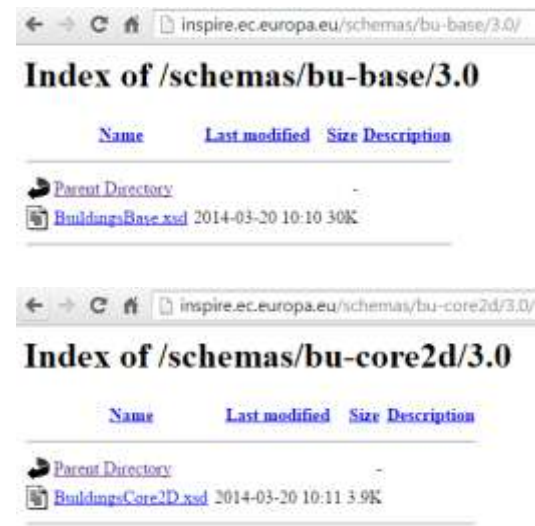 inspire.ec.europa.eu/schemas/bu-base/3.0/
Index of /schemas/bu-base/3.0
Name Last modified Size Description
Parent Directory -
BuildingsBase.xsd 2014-03-20 10:10 30K
inspire.ec.europa.eu/schemas/bu-core2d/3.0/
Index of /schemas/bu-core2d/3.0
Name Last modified Size Description
Parent Directory -
BuildingsCore2D.xsd 2014-03-20 10:11 3.9K